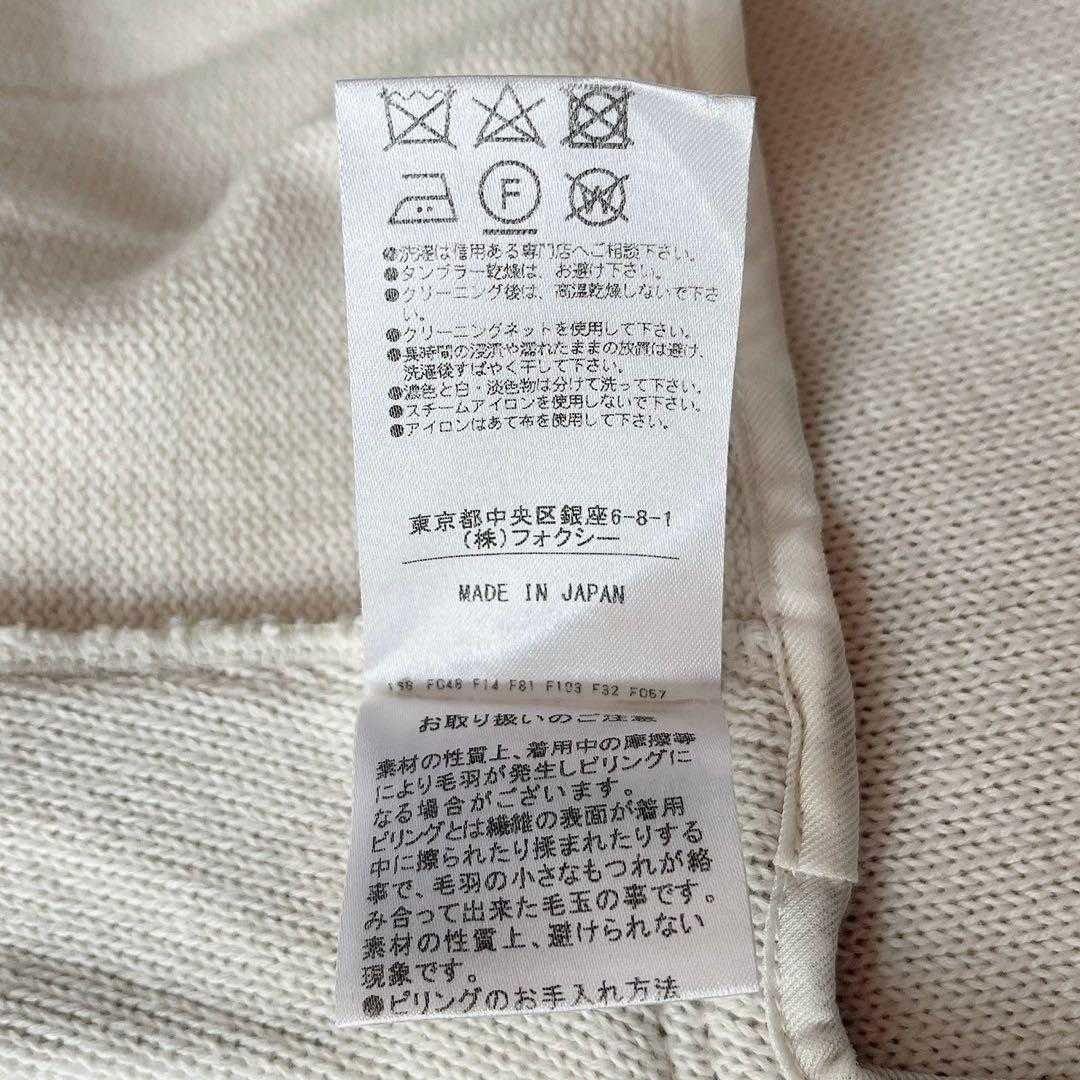 F
W
●洗濯は信用ある専門店へご相談下さい。
●タンブラー乾燥は、お避け下さい。
●クリーニング後は、高温乾燥しないで下さ
い。
●クリーニングネットを使用して下さい。
●長時間の浸漬や濡れたままの放置は避け、
洗濯後すばやく干して下さい。
●濃色と白・淡色物は分けて洗って下さい。
●スチームアイロンを使用しないで下さい。
●アイロンはあて布を使用して下さい。
東京都中央区銀座6-8-1
(株)フォクシー
MADE IN JAPAN
F14 F81 F103 F32
お取り扱いのご注意
素材の性質上、着用中の摩擦等
により毛羽が発生しピリングに
なる場合がございます。
ピリングとは繊維の表面が着用
中に擦られたり揉まれたりする
事で、毛羽の小さなもつれが絡
み合って出来た毛玉の事です。
素材の性質上、避けられない
現象です。
●ピリングのお手入れ方法